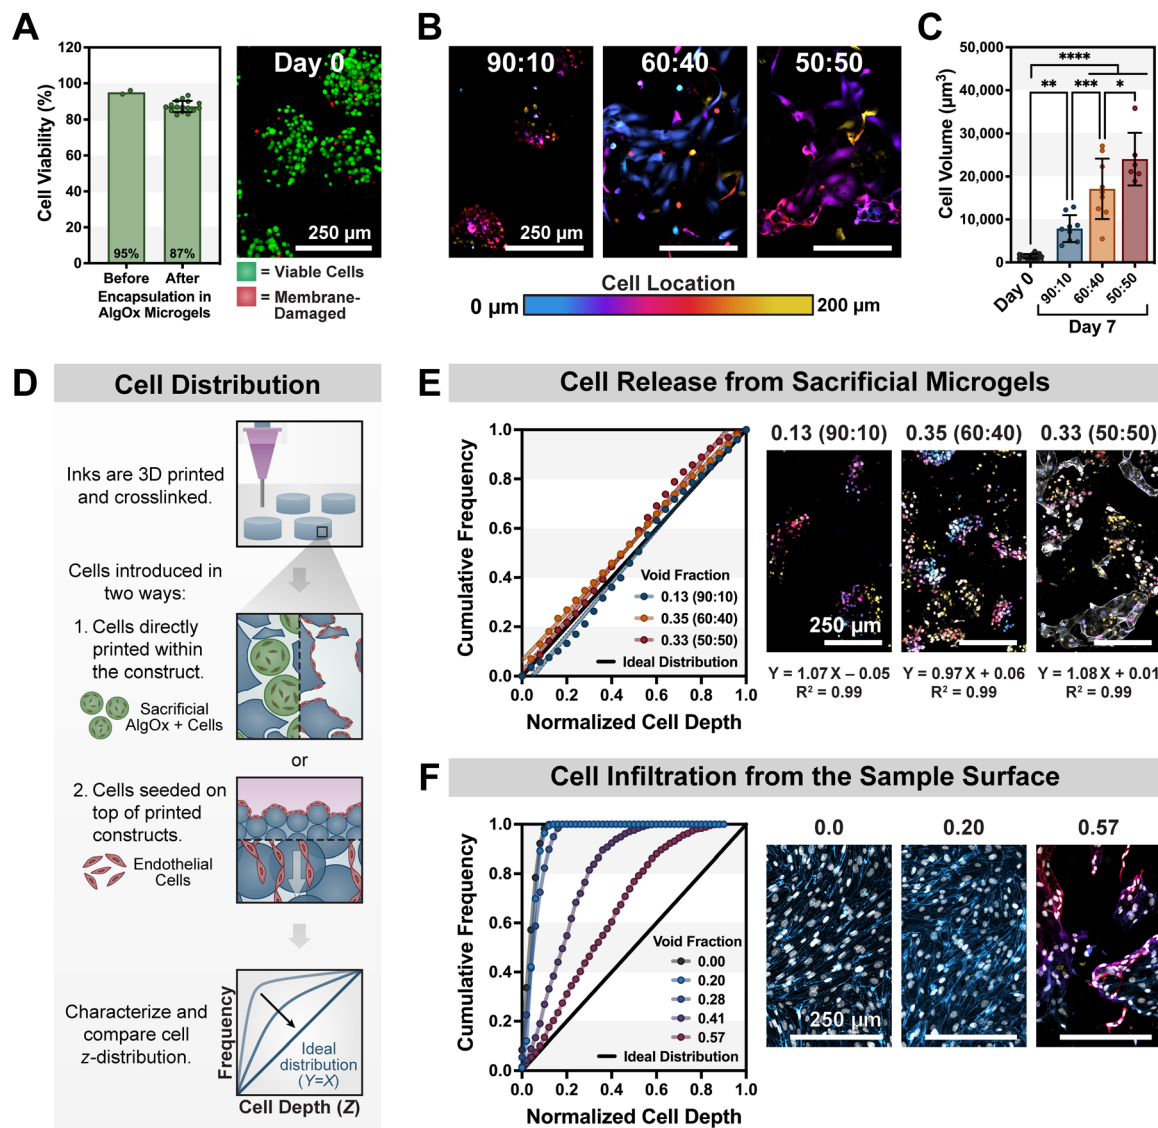 A
Cell Viability (%)
120
100
80
60
40
20
0
95%
87%
Before
After
Encapsulation in
AlgOx Microgels
Day 0
250 µm
= Viable Cells
= Membrane-
Damaged
B
90:10
60:40
50:50
250 µm
Cell Location
0 µm
200 µm
C
Cell Volume (µm³)
50,000
40,000
30,000
20,000
10,000
0
****
**
***
*
Day 0
90:10
60:40
50:50
Day 7
D
Cell Distribution
Inks are 3D printed
and crosslinked.
Cells introduced in
two ways:
1. Cells directly
printed within
the construct.
Sacrificial
AlgOx + Cells
or
2. Cells seeded on
top of printed
constructs.
Endothelial
Cells
Characterize and
compare cell
z-distribution.
Frequency
Ideal
distribution
(Y=X)
Cell Depth (Z)
E
Cell Release from Sacrificial Microgels
Cumulative Frequency
1.0
0.8
0.6
0.4
0.2
0.0
Void Fraction
0.13 (90:10)
0.35 (60:40)
0.33 (50:50)
Ideal Distribution
0.0 0.2 0.4 0.6 0.8 1.0
Normalized Cell Depth
0.13 (90:10)
0.35 (60:40)
0.33 (50:50)
250 µm
Y = 1.07 X – 0.05
R² = 0.99
Y = 0.97 X + 0.06
R² = 0.99
Y = 1.08 X + 0.01
R² = 0.99
F
Cell Infiltration from the Sample Surface
Cumulative Frequency
1.0
0.8
0.6
0.4
0.2
0.0
Void Fraction
0.00
0.20
0.28
0.41
0.57
Ideal Distribution
0.0 0.2 0.4 0.6 0.8 1.0
Normalized Cell Depth
0.0
0.20
0.57
250 µm